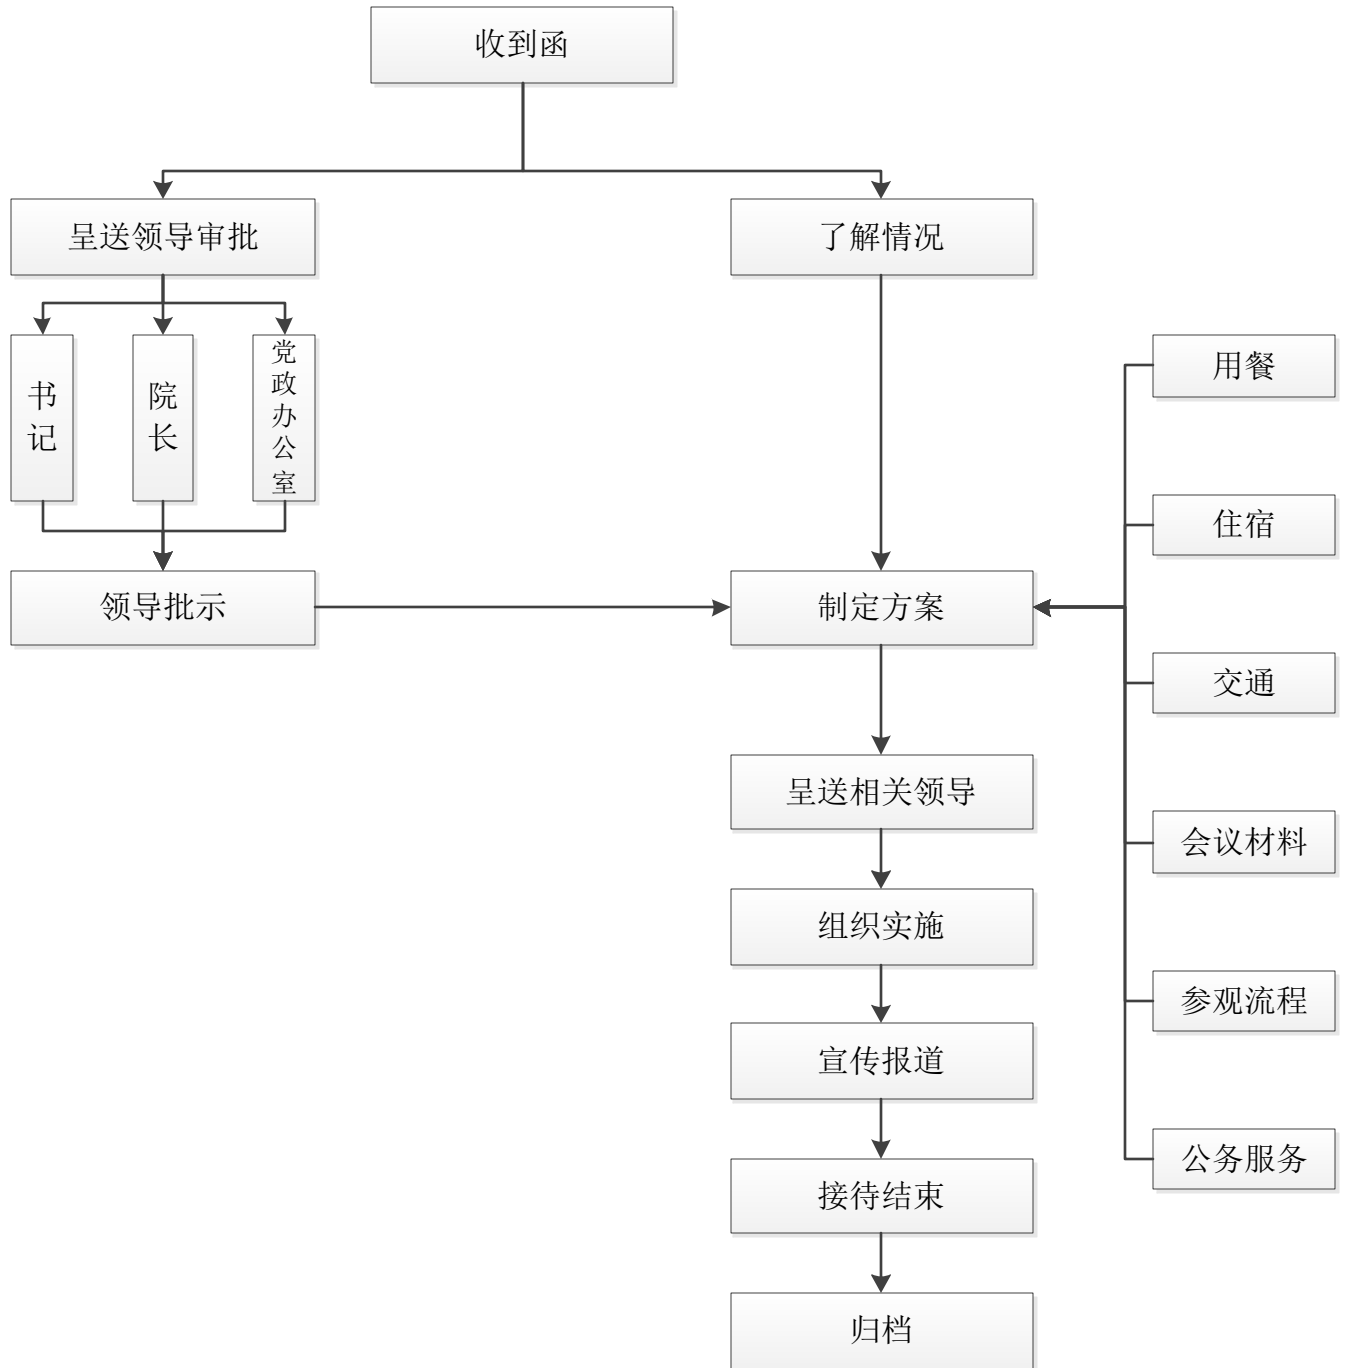 收到函
呈送领导审批
了解情况
书记
院长
党政办公室
领导批示
制定方案
用餐
住宿
交通
会议材料
参观流程
公务服务
呈送相关领导
组织实施
宣传报道
接待结束
归档